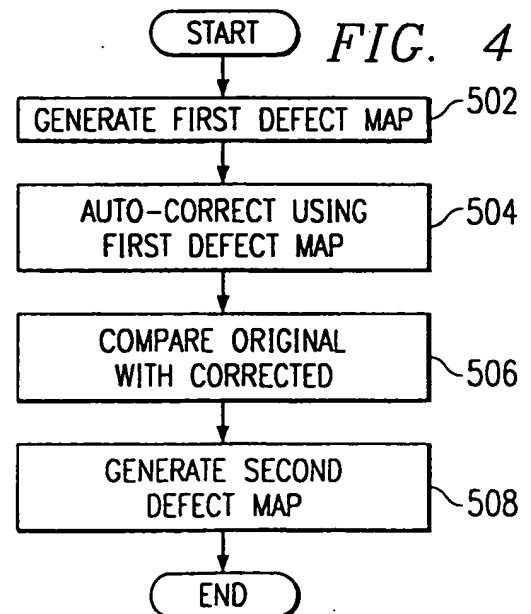 START
FIG. 4
GENERATE FIRST DEFECT MAP
502
AUTO-CORRECT USING
FIRST DEFECT MAP
504
COMPARE ORIGINAL
WITH CORRECTED
506
GENERATE SECOND
DEFECT MAP
508
END